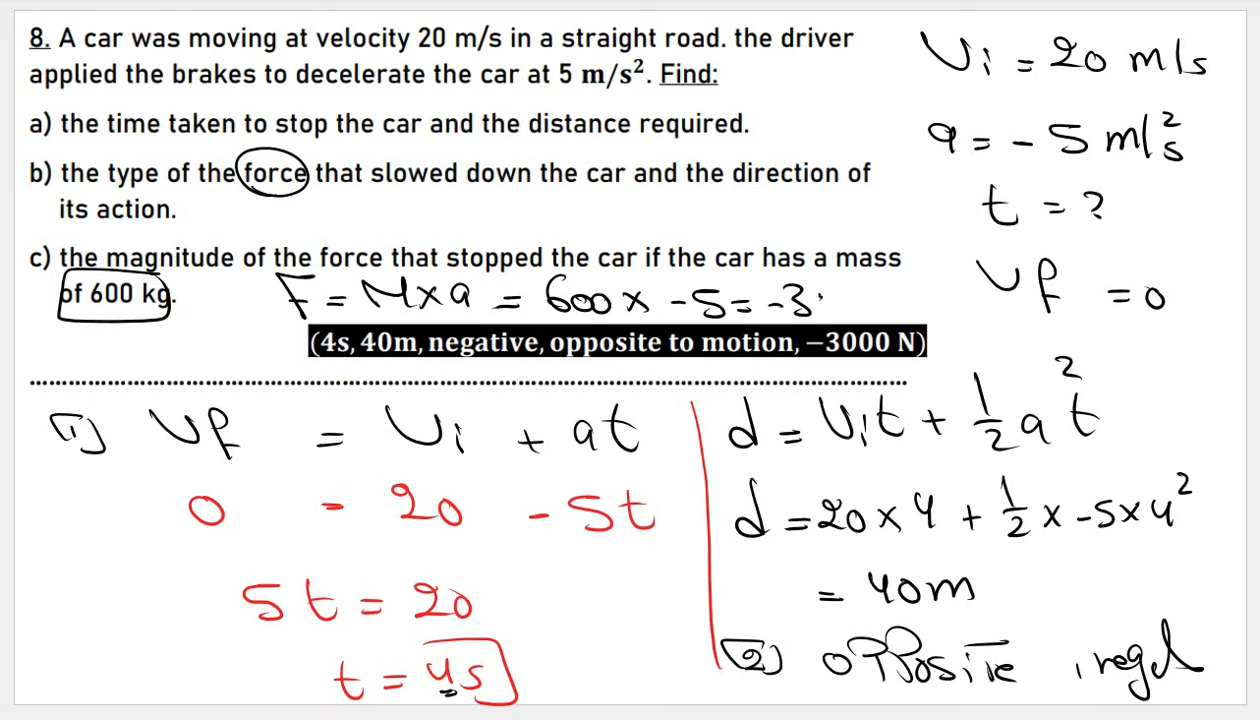 8. A car was moving at velocity 20 m/s in a straight road. the driver
applied the brakes to decelerate the car at 5 m/s². Find:
a) the time taken to stop the car and the distance required.
b) the type of the force that slowed down the car and the direction of
its action.
c) the magnitude of the force that stopped the car if the car has a mass
of 600 kg.
F = M x a = 600 x - 5 = - 3
(4s, 40m, negative, opposite to motion, −3000 N)
Vi = 20 m/s
a = - 5 m/s²
t = ?
Vf = 0
(1) Vf = Vi + at
0 = 20 - 5t
5t = 20
t = 4s
d = Vit + 1/2 a t²
d = 20 x 4 + 1/2 x - 5 x 4²
= 40m
(2) opposite